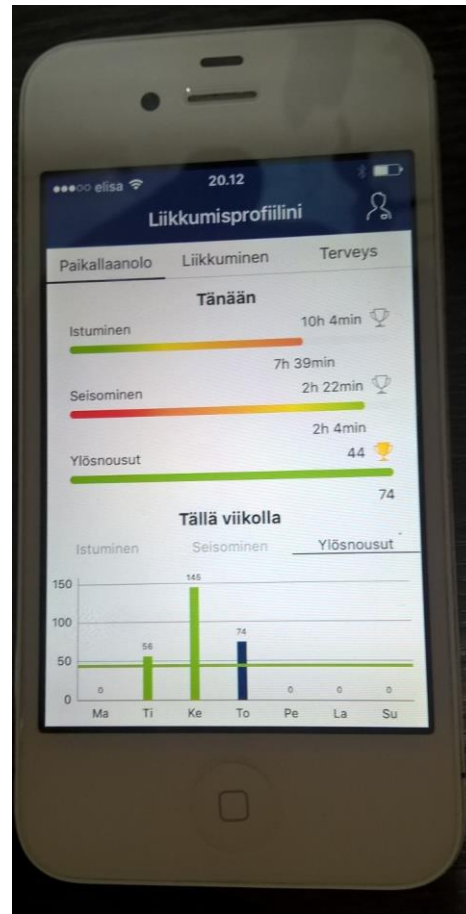 elisa 20.12
Liikkumisprofiilini
Paikallaanolo Liikkuminen Terveys
Tänään
Istuminen 10h 4min
7h 39min
Seisominen 2h 22min
2h 4min
Ylösnousut 44
74
Tällä viikolla
Istuminen Seisominen Ylösnousut
150
145
100
74
56
50
0 0 0 0
0
Ma Ti Ke To Pe La Su